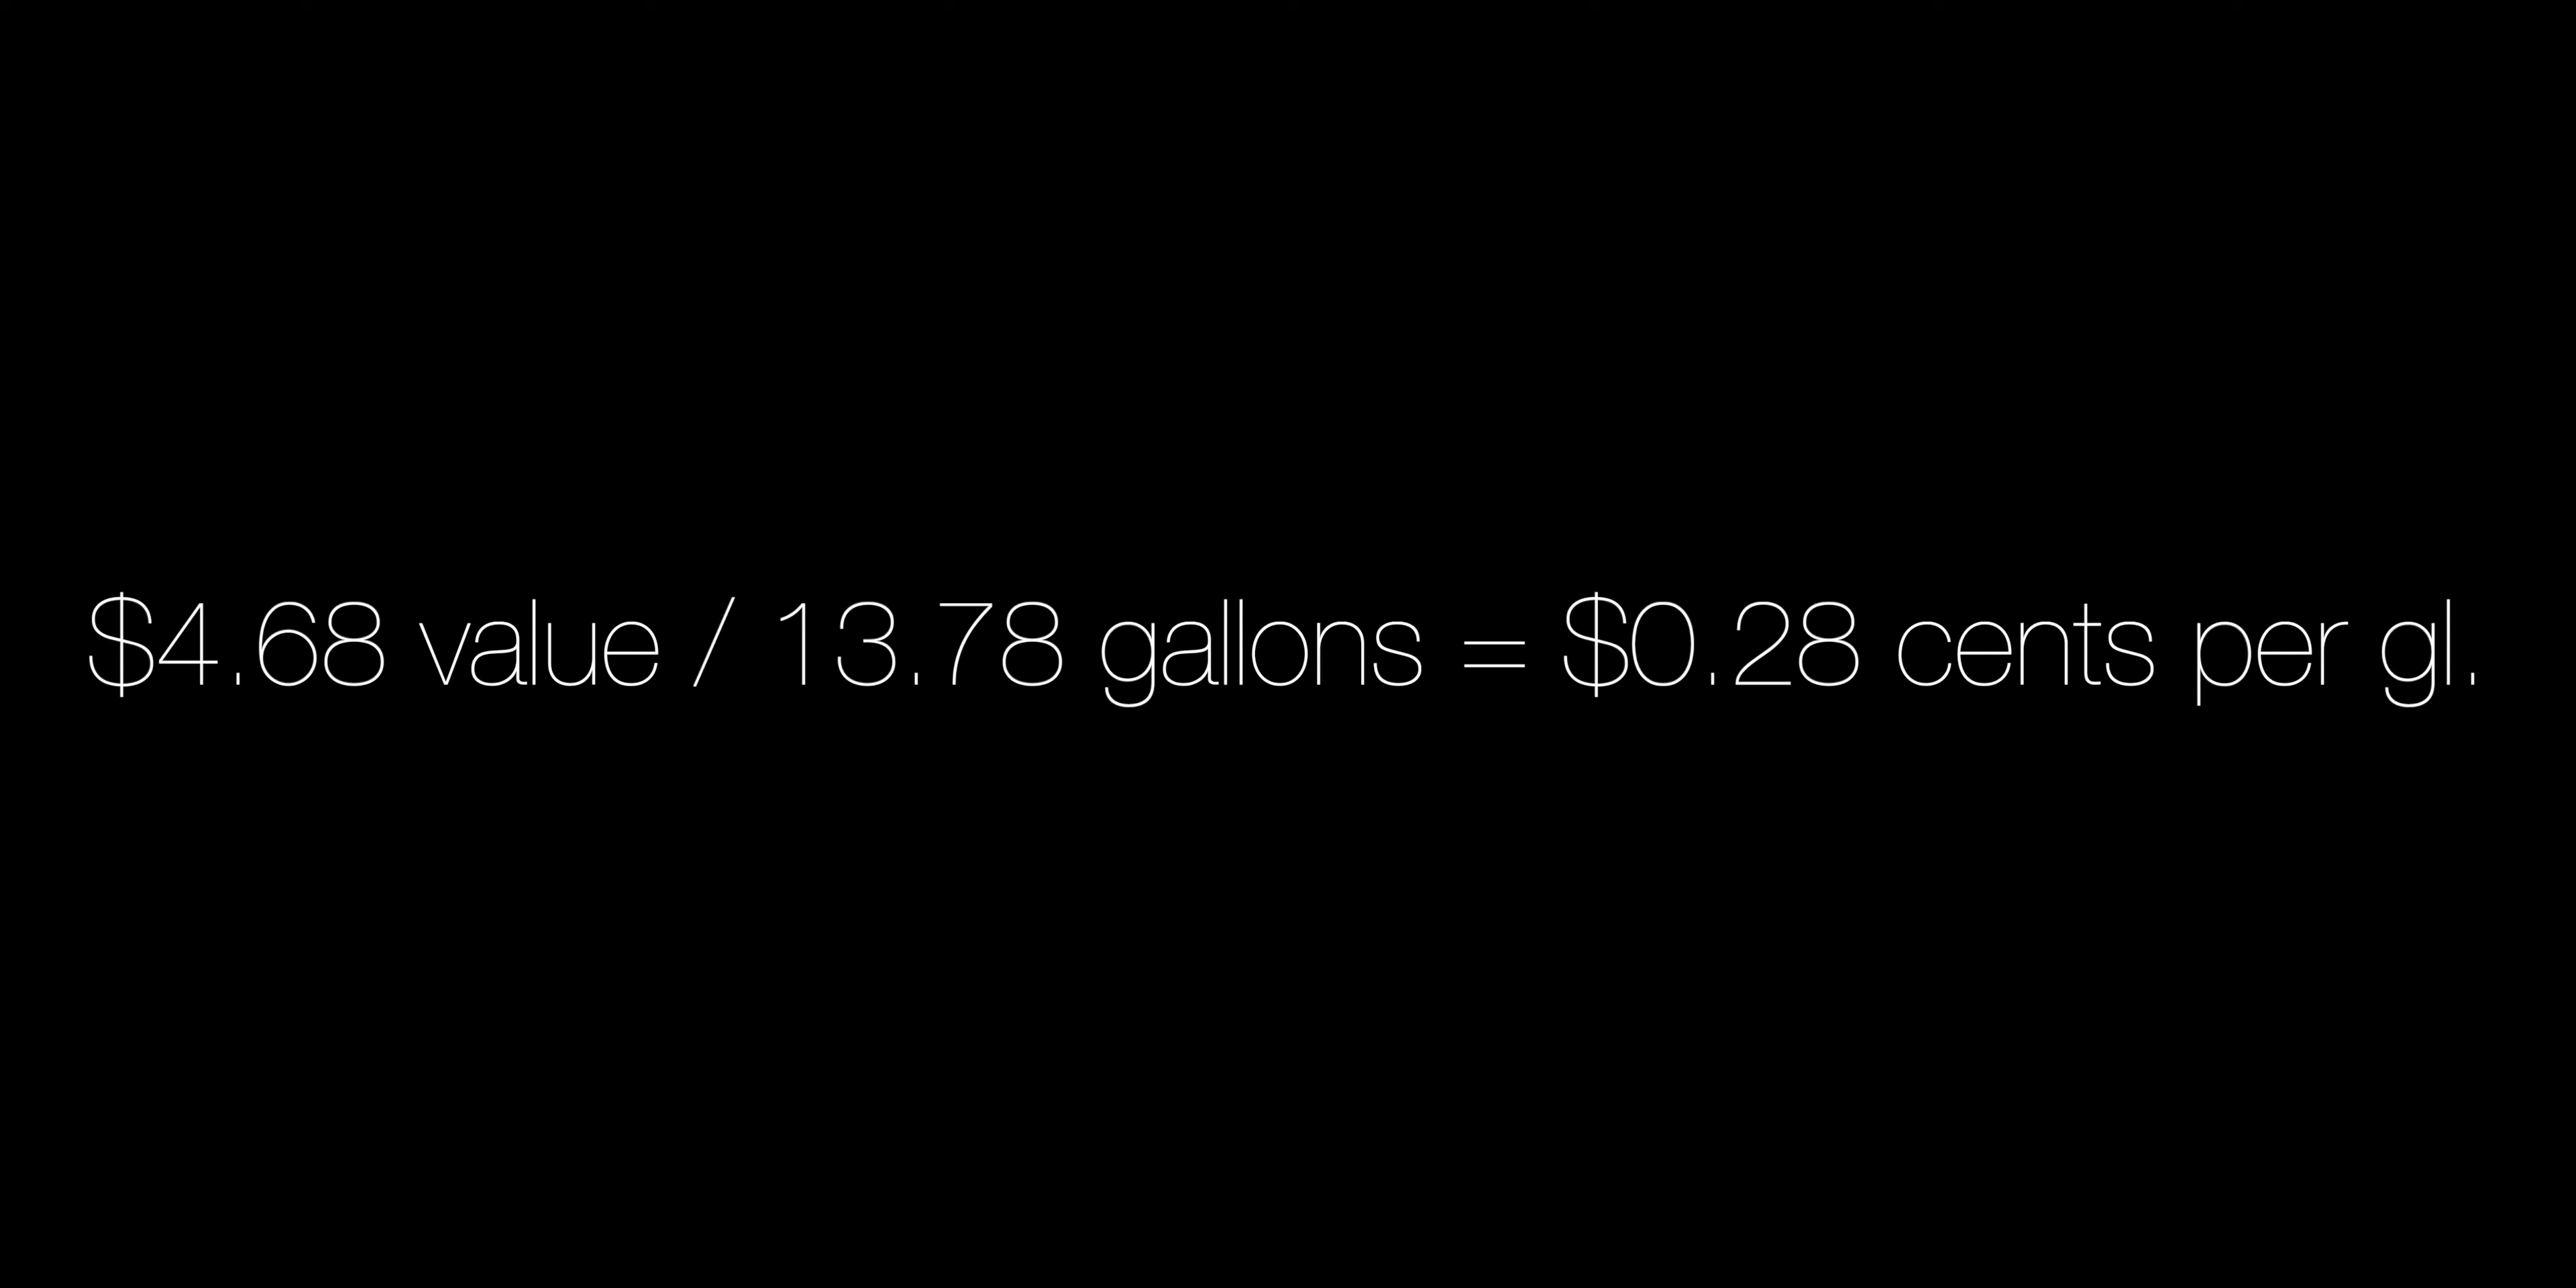 $4.68 value / 13.78 gallons = $0.28 cents per gl.